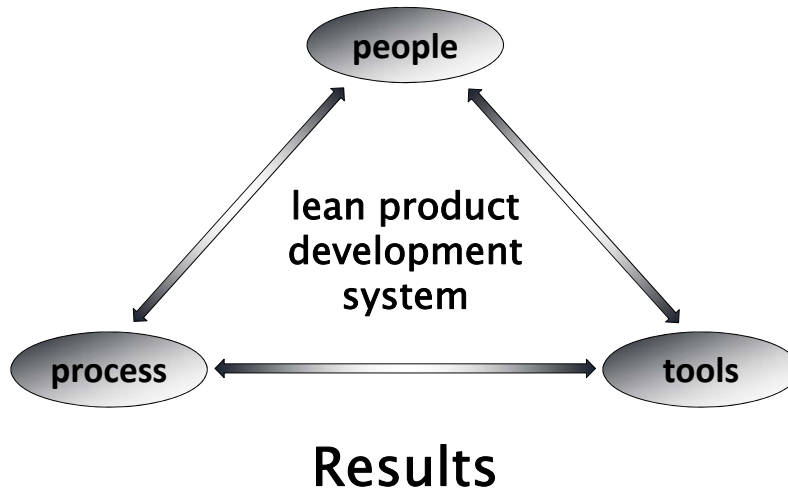 people
lean product
development
system
process
tools
Results